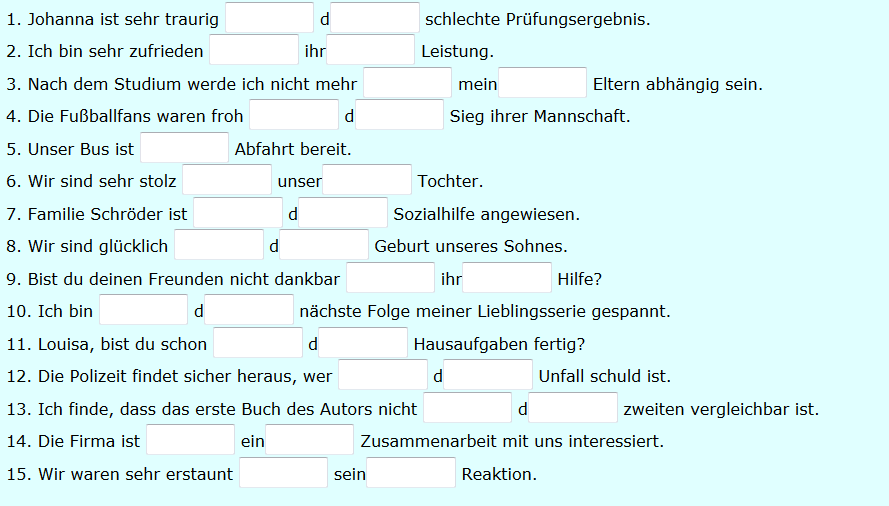 1. Johanna ist sehr traurig d schlechte Prüfungsergebnis.
2. Ich bin sehr zufrieden ihr Leistung.
3. Nach dem Studium werde ich nicht mehr mein Eltern abhängig sein.
4. Die Fußballfans waren froh d Sieg ihrer Mannschaft.
5. Unser Bus ist Abfahrt bereit.
6. Wir sind sehr stolz unser Tochter.
7. Familie Schröder ist d Sozialhilfe angewiesen.
8. Wir sind glücklich d Geburt unseres Sohnes.
9. Bist du deinen Freunden nicht dankbar ihr Hilfe?
10. Ich bin d nächste Folge meiner Lieblingsserie gespannt.
11. Louisa, bist du schon d Hausaufgaben fertig?
12. Die Polizeit findet sicher heraus, wer d Unfall schuld ist.
13. Ich finde, dass das erste Buch des Autors nicht d zweiten vergleichbar ist.
14. Die Firma ist ein Zusammenarbeit mit uns interessiert.
15. Wir waren sehr erstaunt sein Reaktion.